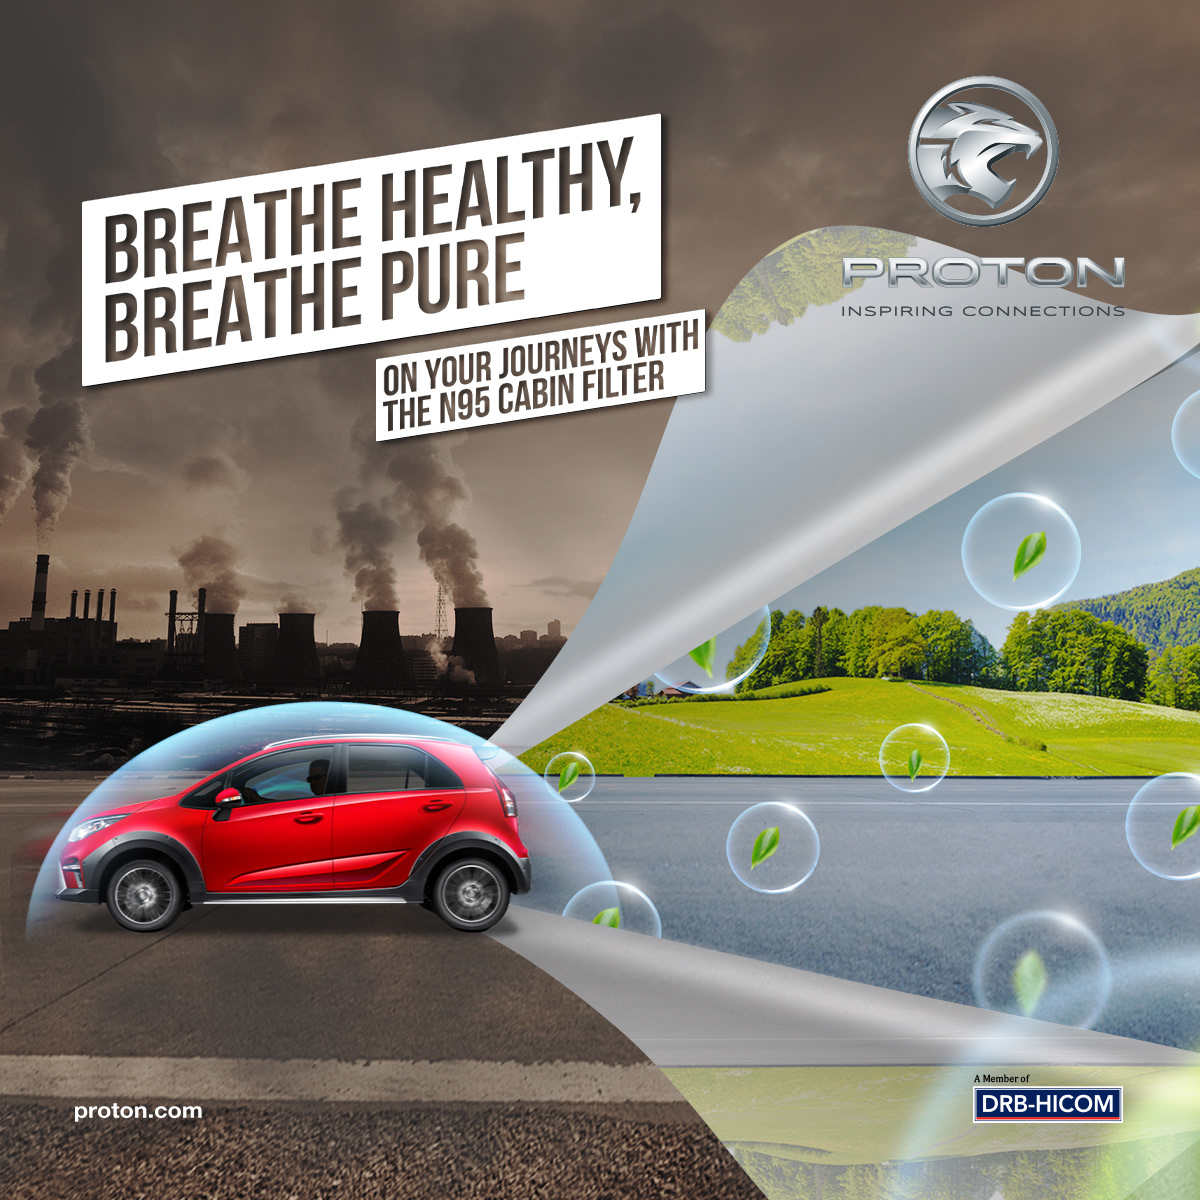 BREATHE HEALTHY,
BREATHE PURE
ON YOUR JOURNEYS WITH
THE N95 CABIN FILTER
PROTON
INSPIRING CONNECTIONS
proton.com
A Member of
DRB-HICOM